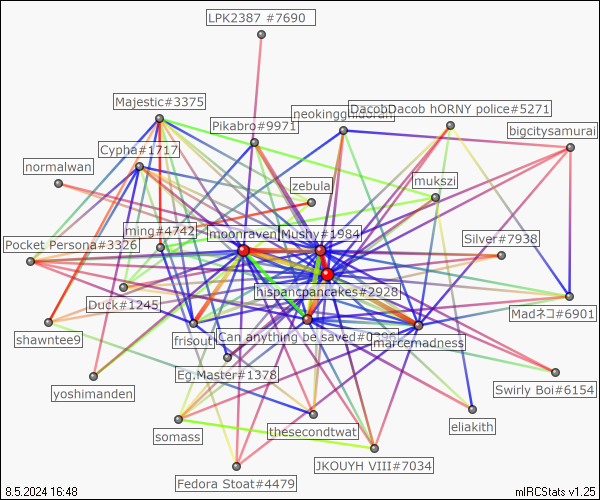 LPK2387 #7690
Majestic#3375
neokingghidorah
DacobDacob hORNY police#5271
Pikabro#9971
bigcitysamurai
Cypha#1717
normalwan
zebula
mukszi
ming#4742
moonraven
Mushy#1984
Pocket Persona#3326
Silver#7938
hispancpancakes#2928
Duck#1245
Madネコ#6901
shawntee9
frisout
Can anything be saved#0
marcemadness
Eg.Master#1378
yoshimanden
Swirly Boi#6154
somass
thesecondtwat
eliakith
JKOUYH VIII#7034
Fedora Stoat#4479
8.5.2024 16:48
mIRCStats v1.25